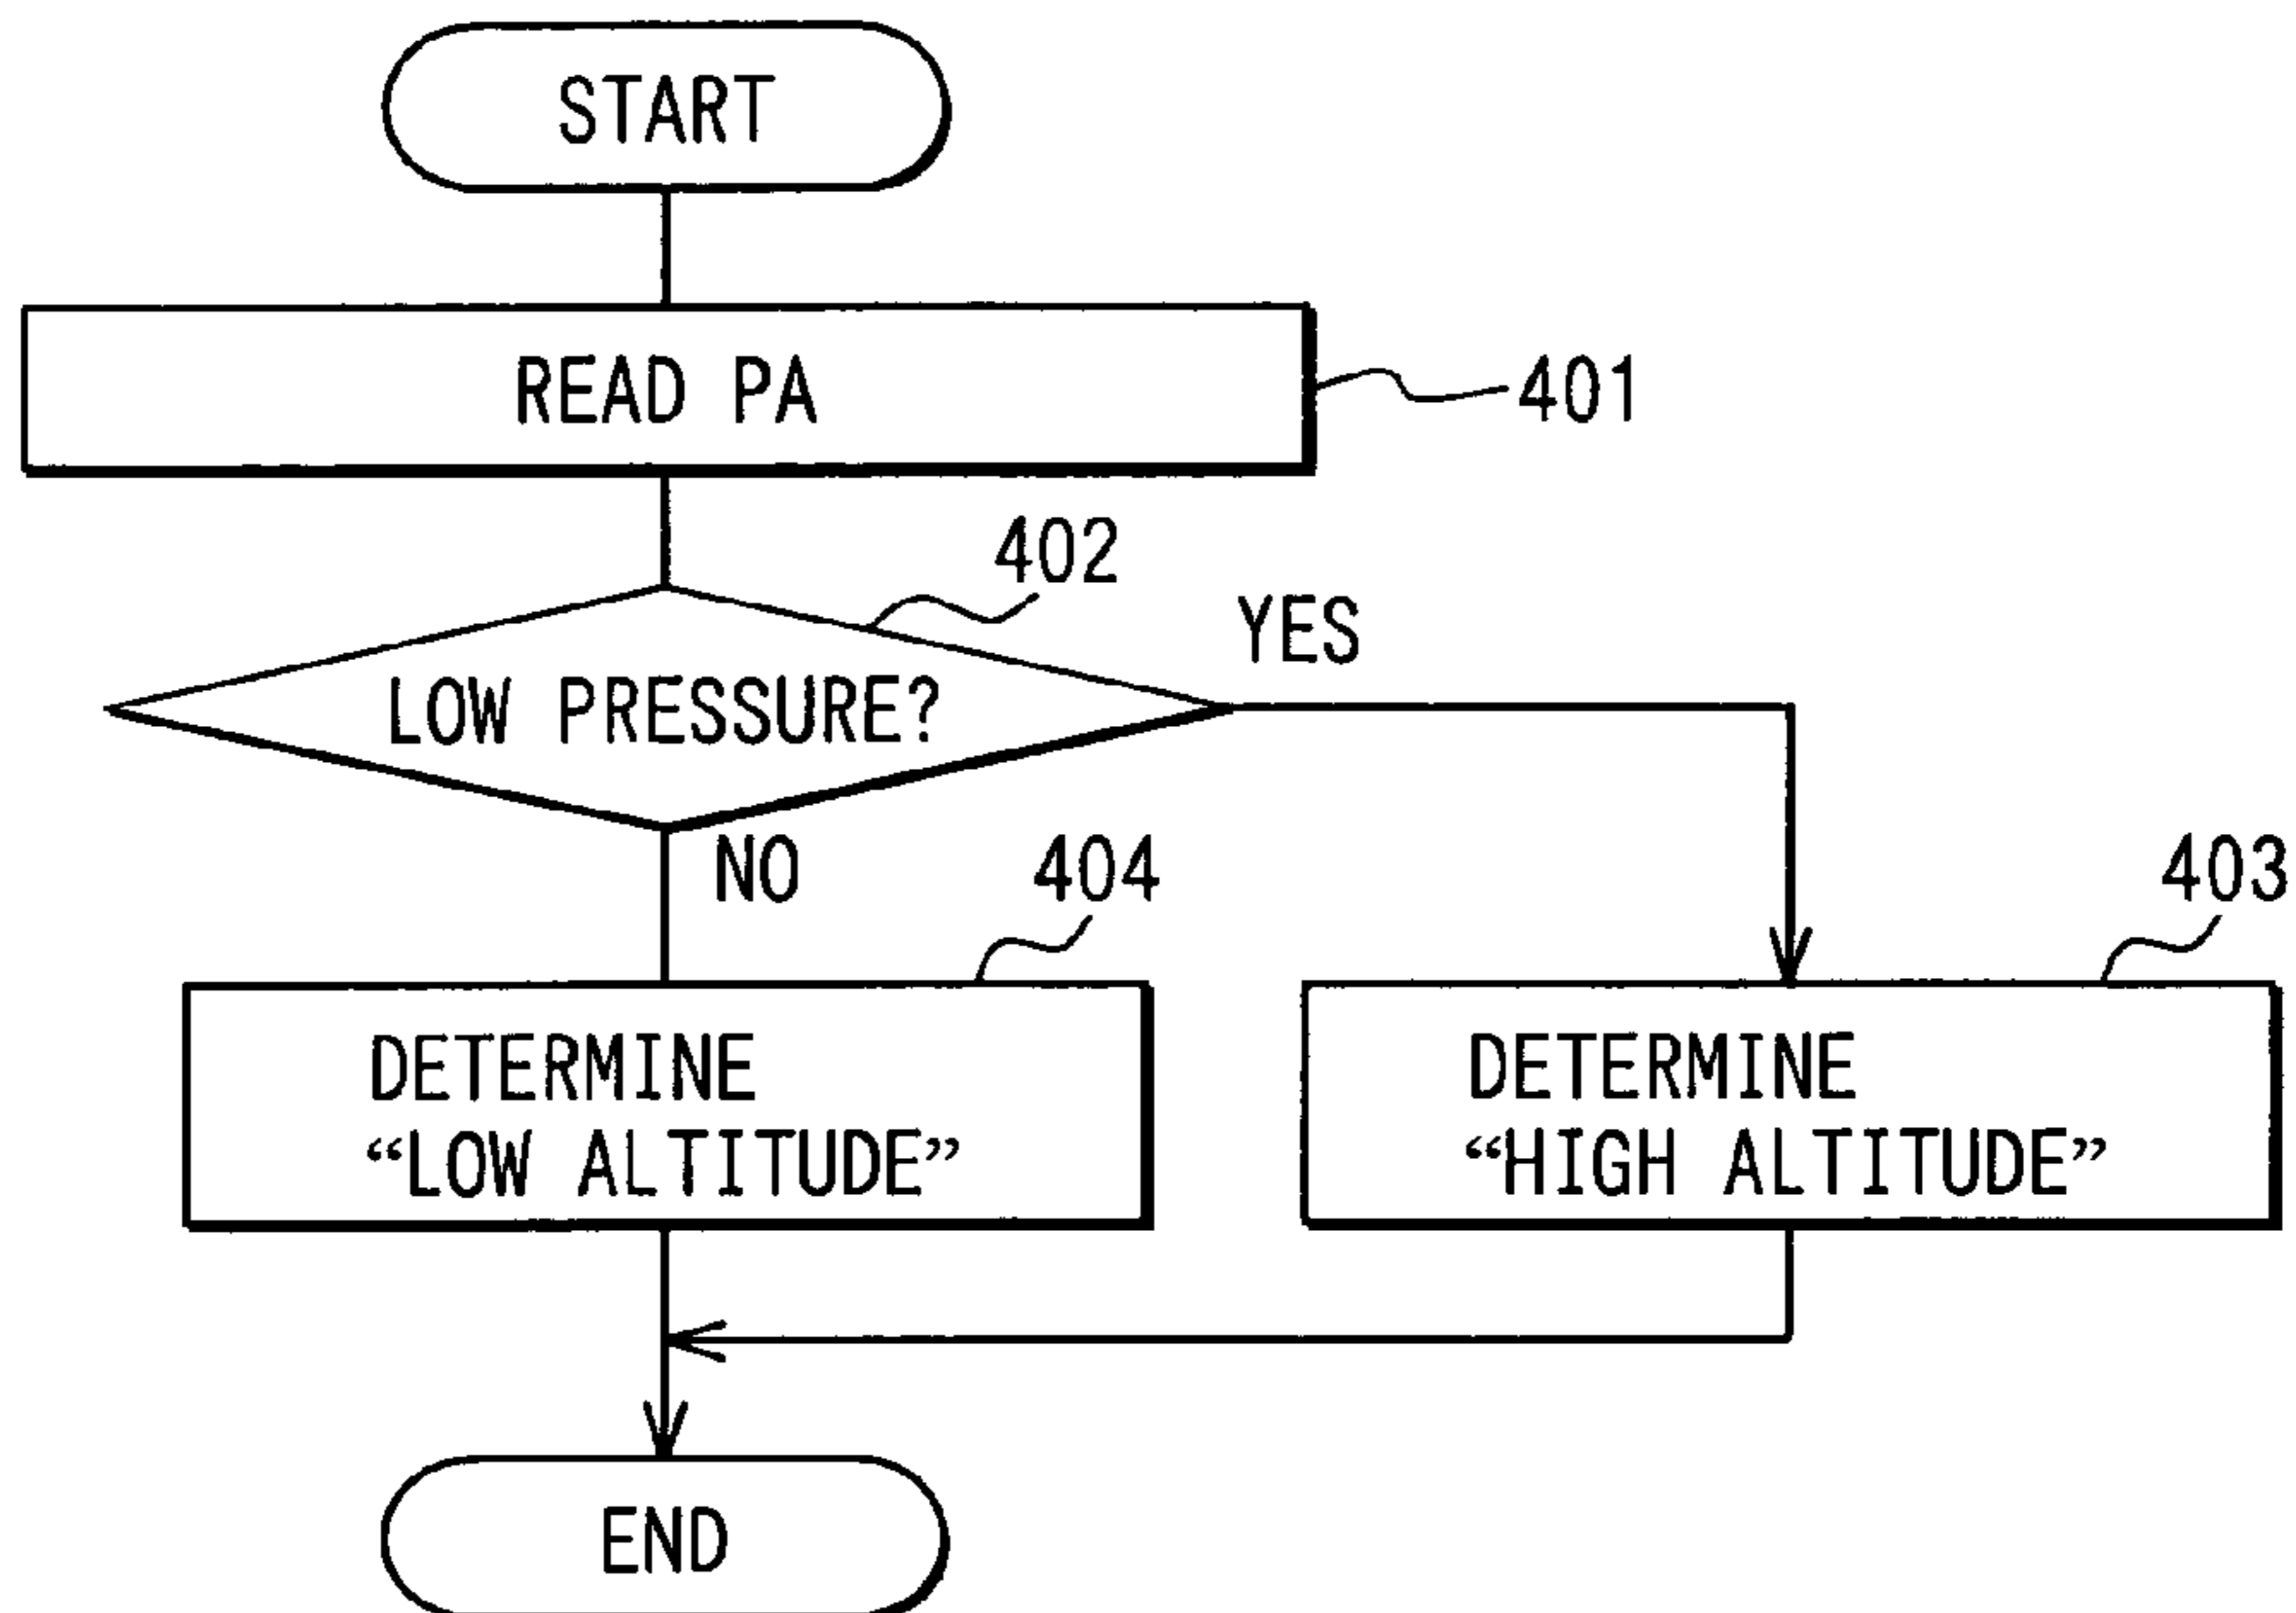 START
READ PA
401
402
YES
LOW PRESSURE?
NO
404
403
DETERMINE
“LOW ALTITUDE”
DETERMINE
“HIGH ALTITUDE”
END